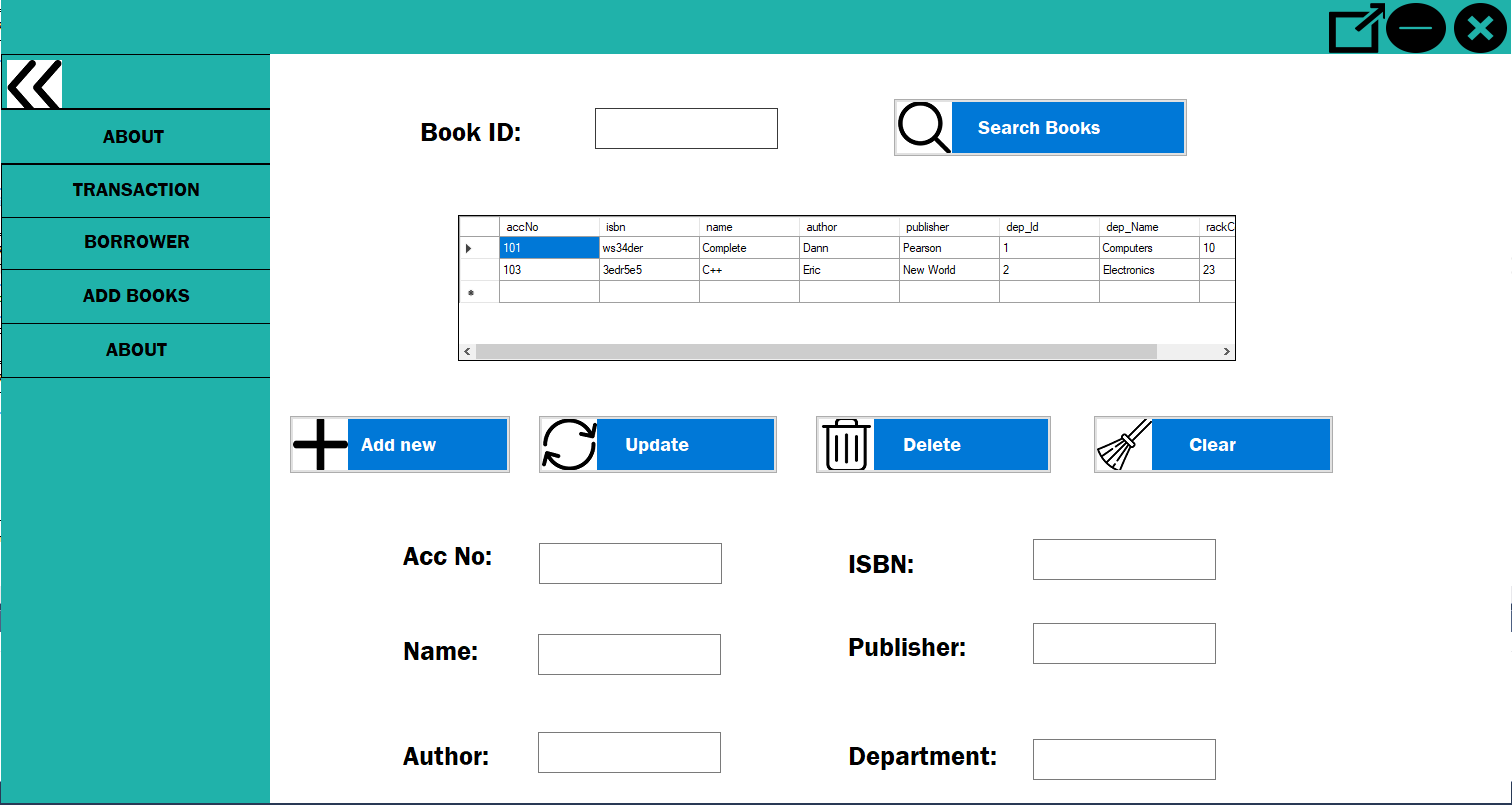 ABOUT
TRANSACTION
BORROWER
ADD BOOKS
ABOUT
Book ID:
Search Books
accNo isbn name author publisher dep_Id dep_Name rackC
101 ws34der Complete Dann Pearson 1 Computers 10
103 3edr5e5 C++ Eric New World 2 Electronics 23
Add new Update Delete Clear
Acc No: ISBN:
Name: Publisher:
Author: Department: